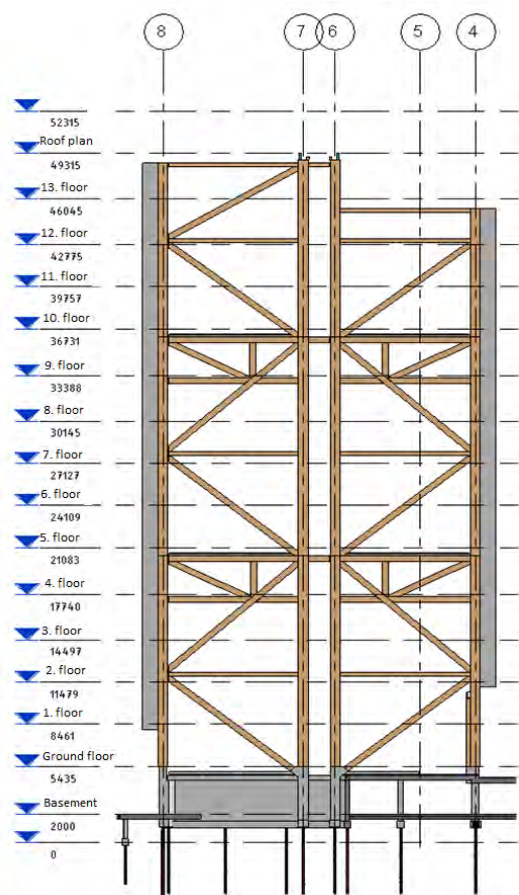 8 7 6 5 4
52315
Roof plan
49315
13. floor
46045
12. floor
42775
11. floor
39757
10. floor
36731
9. floor
33388
8. floor
30145
7. floor
27127
6. floor
24109
5. floor
21083
4. floor
17740
3. floor
14497
2. floor
11479
1. floor
8461
Ground floor
5435
Basement
2000
0